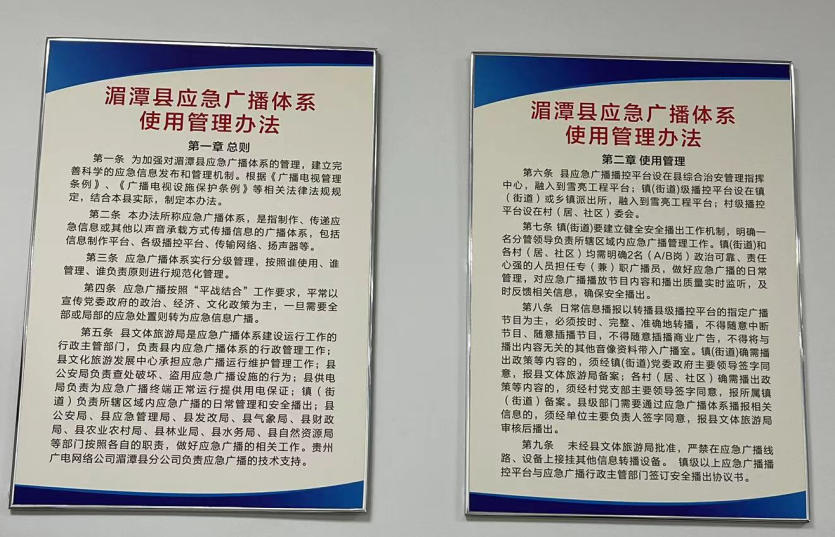 湄潭县应急广播体系
使用管理办法
第一章 总则
第一条 为加强对湄潭县应急广播体系的管理，建立完
善科学的应急信息发布和管理机制。根据《广播电视管理
条例》、《广播电视设施保护条例》等相关法律法规规
定，结合本县实际，制定本办法。
第二条 本办法所称应急广播体系，是指制作、传递应
急信息或其他以声音承载方式传播信息的广播体系，包括
信息制作平台、各级播控平台、传输网络、扬声器等。
第三条 应急广播体系实行分级管理，按照谁使用、谁
管理、谁负责原则进行规范化管理。
第四条 应急广播按照“平战结合”工作要求，平常以
宣传党委政府的政治、经济、文化政策为主，一旦需要全
部或局部的应急处置则转为应急信息广播。
第五条 县文体旅游局是应急广播体系建设运行工作的
行政主管部门，负责县内应急广播体系的行政管理工作；
县文化旅游发展中心承担应急广播运行维护管理工作；县
公安局负责查处破坏、盗用应急广播设施的行为；县供电
局负责为应急广播终端正常运行提供用电保证；镇（街
道）负责所辖区域内应急广播的日常管理和安全播出；县
公安局、县应急管理局、县发改局、县气象局、县财政
局、县农业农村局、县林业局、县水务局、县自然资源局
等部门按照各自的职责，做好应急广播的相关工作。贵州
广电网络公司湄潭县分公司负责应急广播的技术支持。
湄潭县应急广播体系
使用管理办法
第二章 使用管理
第六条 县应急广播播控平台设在县综合治安管理指挥
中心，融入到雪亮工程平台；镇(街道)级播控平台设在镇
（街道）或乡镇派出所，融入到雪亮工程平台；村级播控
平台设在村（居、社区）委会。
第七条 镇(街道)要建立健全安全播出工作机制，明确一
名分管领导负责所辖区域内应急广播管理工作。镇(街道)和
各村（居、社区）均需明确2名（A/B岗）政治可靠、责任
心强的人员担任专（兼）职广播员，做好应急广播的日常
管理，对应急广播播放节目内容和播出质量实时监听，及
时反馈相关信息，确保安全播出。
第八条 日常信息播报以转播县级播控平台的指定广播
节目为主，必须按时、完整、准确地转播，不得随意中断
节目、随意插播节目，不得随意插播商业广告，不得将与
播出内容无关的其他音像资料带入广播室。镇(街道)确需播
出政策等内容的，须经镇(街道)党委政府主要领导签字同
意，报县文体旅游局备案；各村（居、社区）确需播出政
策等内容的，须经村党支部主要领导签字同意，报所属镇
(街道）备案。县级部门需要通过应急广播体系播报相关
信息的，须经单位主要负责人签字同意，报县文体旅游局
审核后播出。
第九条 未经县文体旅游局批准，严禁在应急广播线
路、设备上接挂其他信息转播设备。 镇级以上应急广播播
控平台与应急广播行政主管部门签订安全播出协议书。